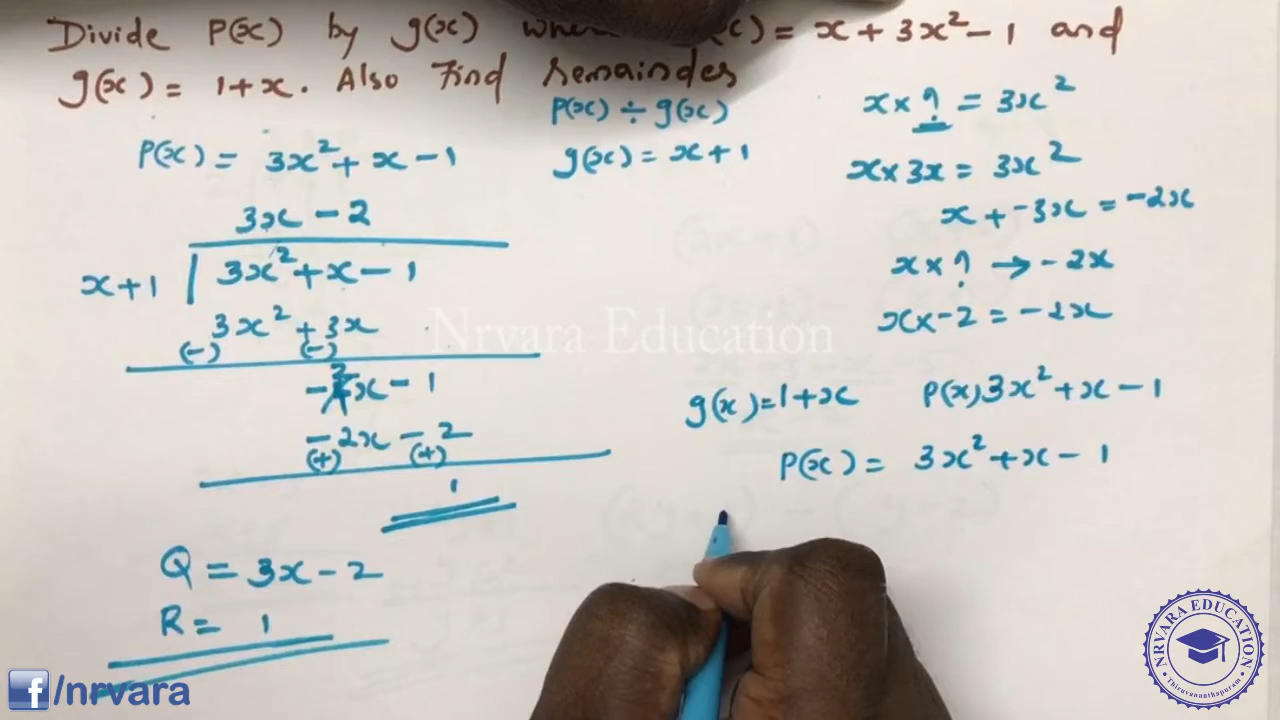 Divide P(x) by g(x) = x + 3x² - 1 and
g(x) = 1 + x. Also Find remainder
P(x) ÷ g(x)
g(x) = x + 1
P(x) = 3x² + x - 1
3x - 2
x + 1 3x² + x - 1
3x² + 3x
(-) (-)
-2x - 1
-2x - 2
(+) (+)
1
Q = 3x - 2
R = 1
x × ? = 3x²
x × 3x = 3x²
x + -3x = -2x
x × ? → -2x
x × -2 = -2x
g(x) = 1 + x P(x) 3x² + x - 1
P(x) = 3x² + x - 1
Nrvara Education
f/nrvara
NRVARA EDUCATION
Thiruvananthapuram